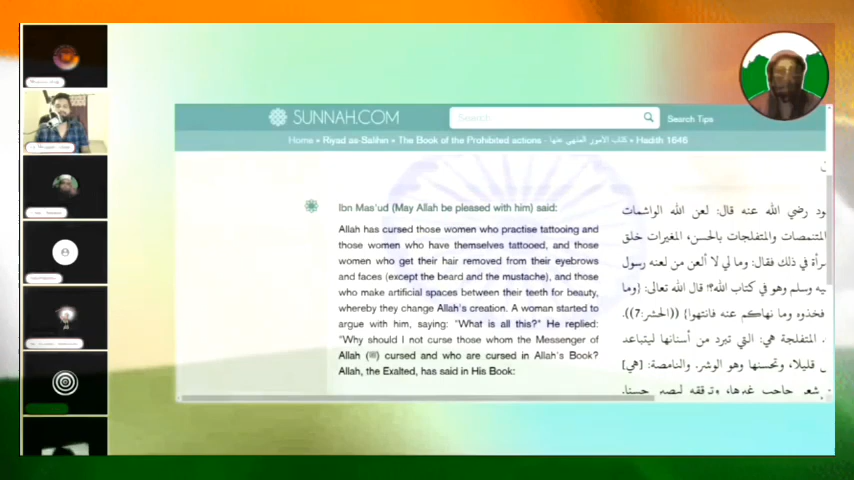 SUNNAH.COM
Search
Search Tips
Home » Riyad as-Salihin » The Book of the Prohibited actions - كتاب الأمور المنهي عنها » Hadith 1646
Ibn Mas'ud (May Allah be pleased with him) said:
Allah has cursed those women who practise tattooing and
those women who have themselves tattooed, and those
women who get their hair removed from their eyebrows
and faces (except the beard and the mustache), and those
who make artificial spaces between their teeth for beauty,
whereby they change Allah's creation. A woman started to
argue with him, saying: "What is all this?" He replied:
"Why should I not curse those whom the Messenger of
Allah (ﷺ) cursed and who are cursed in Allah's Book?
Allah, the Exalted, has said in His Book:
ود رضي الله عنه قال: لعن الله الواشمات
المتنمصات والمتفلجات بالحسن، المغيرات خلق
رأة في ذلك فقال: وما لي لا ألعن من لعنه رسول
يه وسلم وهو في كتاب الله؟! قال الله تعالى: {وما
فخذوه وما نهاكم عنه فانتهوا} ((الحشر:7)).
المتفلجة هي: التي تبرد من أسنانها ليتباعد
قليلا، وتحسنها وهو الوشر. والنامصة: [هي]
شعر حاجب غيرها، وترققه ليصير حسنا.